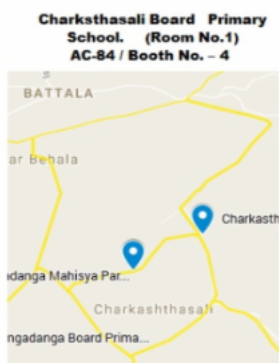 Charksthasali Board Primary
School. (Room No.1)
AC-84 / Booth No. – 4
BATTALA
ar Behala
Charkasth
adanga Mahisya Par...
Charkashthasali
ngadanga Board Prima...